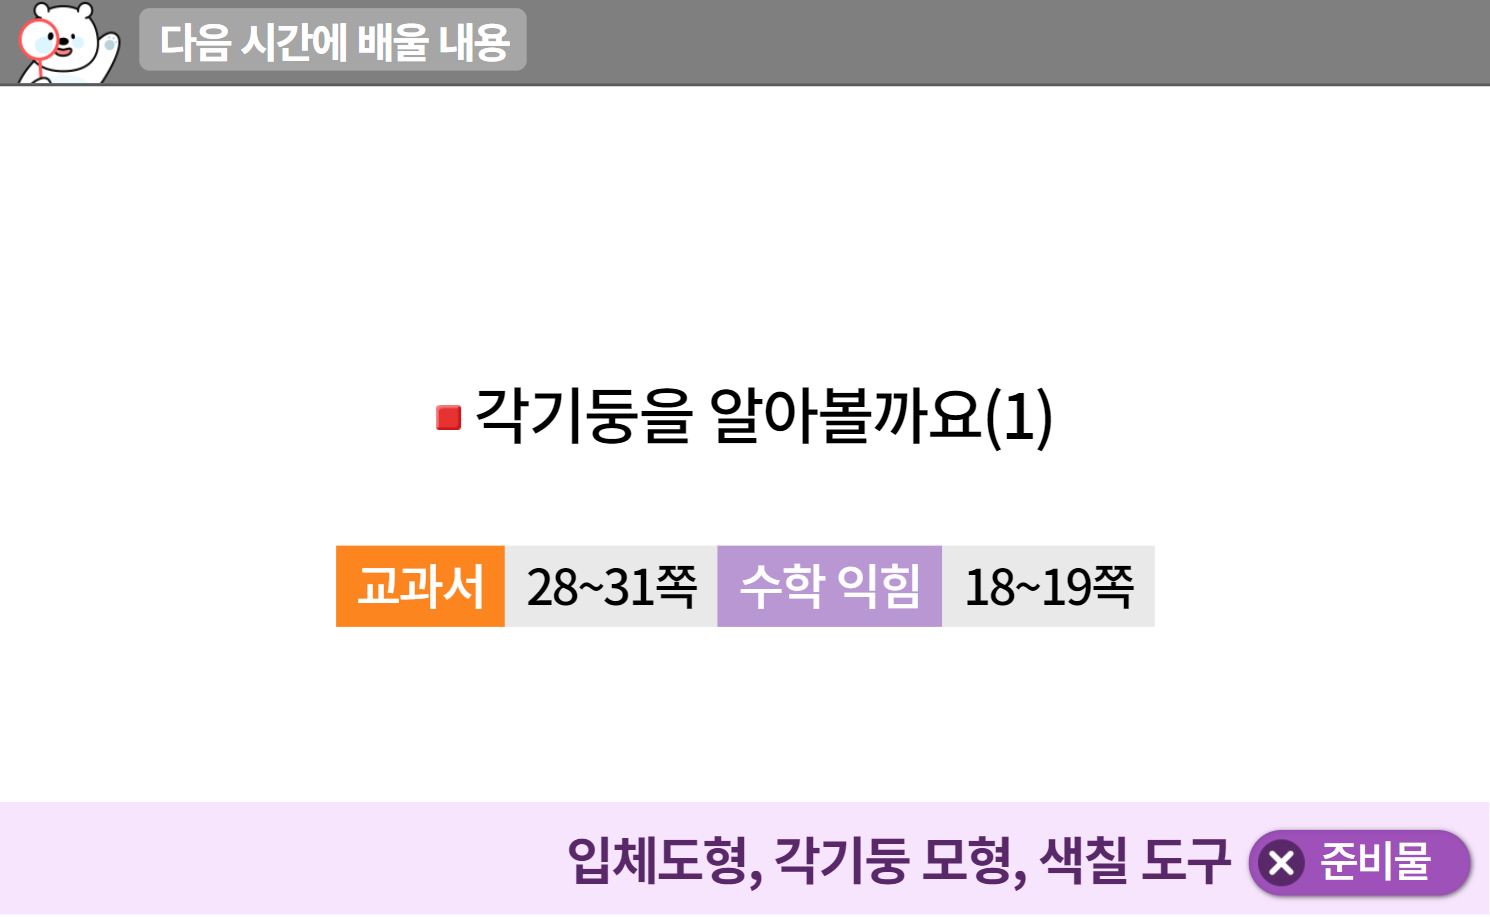 다음 시간에 배울 내용
각기둥을 알아볼까요(1)
교과서 28~31쪽 수학 익힘 18~19쪽
입체도형, 각기둥 모형, 색칠 도구 준비물